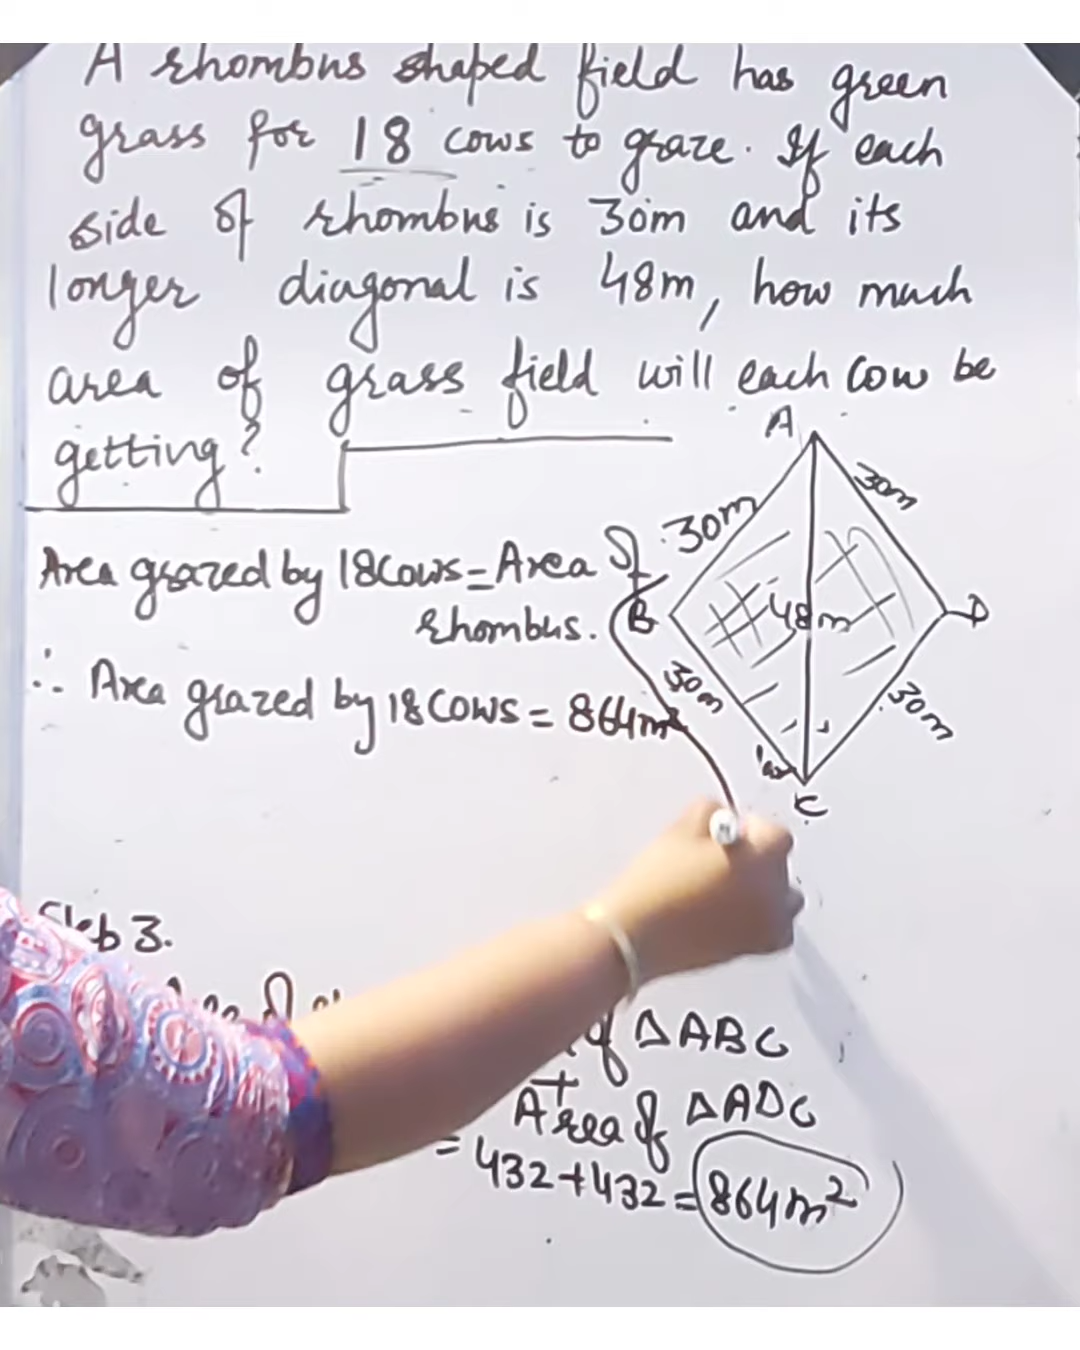 A rhombus shaped field has green
grass for 18 cows to graze. If each
side of rhombus is 30m and its
longer diagonal is 48m, how much
area of grass field will each cow be
getting?
A
30m
30m
B
48m
D
30m
30m
C
Area grazed by 18 Cows = Area of
rhombus.
∴ Area grazed by 18 Cows = 864m²
Step 3.
of ΔABC
+
Area of ΔADC
= 432 + 432 = 864m²